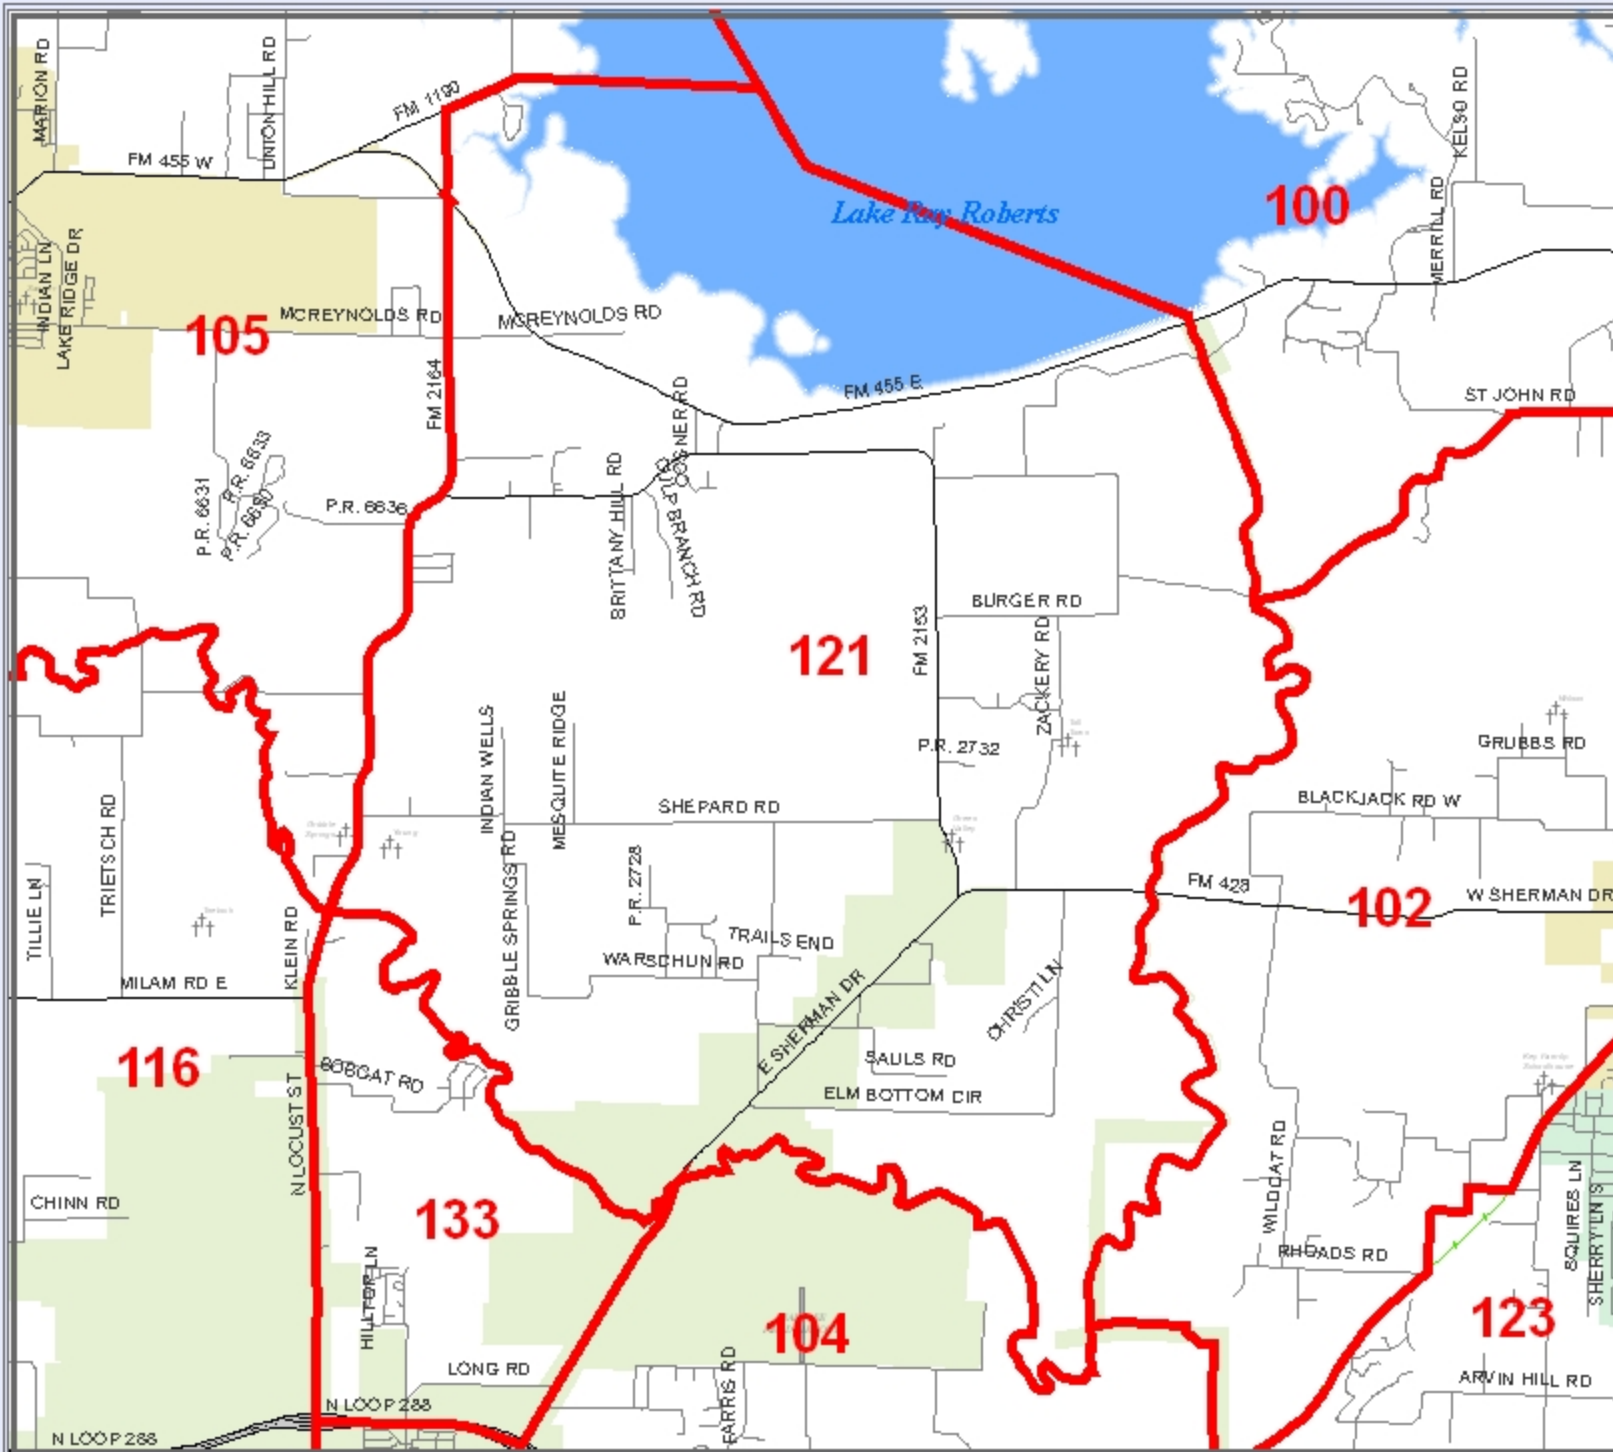 MARION RD
UNION HILL RD
FM 1190
KELSO RD
FM 455 W
MERRILL RD
Lake Ray Roberts
100
INDIAN LN
LAKE RIDGE DR
105
MCREYNOLDS RD
MCREYNOLDS RD
FM 2164
FM 455 E
ST JOHN RD
P.R. 6631
P.R. 6633
P.R. 6636
BRITTANY HILL RD
CULP BRANCH RD
BURGER RD
121
FM 2153
ZACKERY RD
P.R. 2732
GRUBBS RD
INDIAN WELLS
MESQUITE RIDGE
SHEPARD RD
BLACKJACK RD W
TRIETSCH RD
TILLIE LN
KLEIN RD
GRIBBLE SPRINGS RD
P.R. 2728
TRAILS END
WARSCHUN RD
FM 428
102
W SHERMAN DR
MILAM RD E
116
BOBCAT RD
N LOCUST ST
E SHERMAN DR
CHRISTI LN
SAULS RD
ELM BOTTOM CIR
CHINN RD
133
HILLTOP LN
104
WILDCAT RD
RHOADS RD
SQUIRES LN
SHERRY LN S
123
LONG RD
FARRIS RD
ARVIN HILL RD
N LOOP 288
N LOOP 288